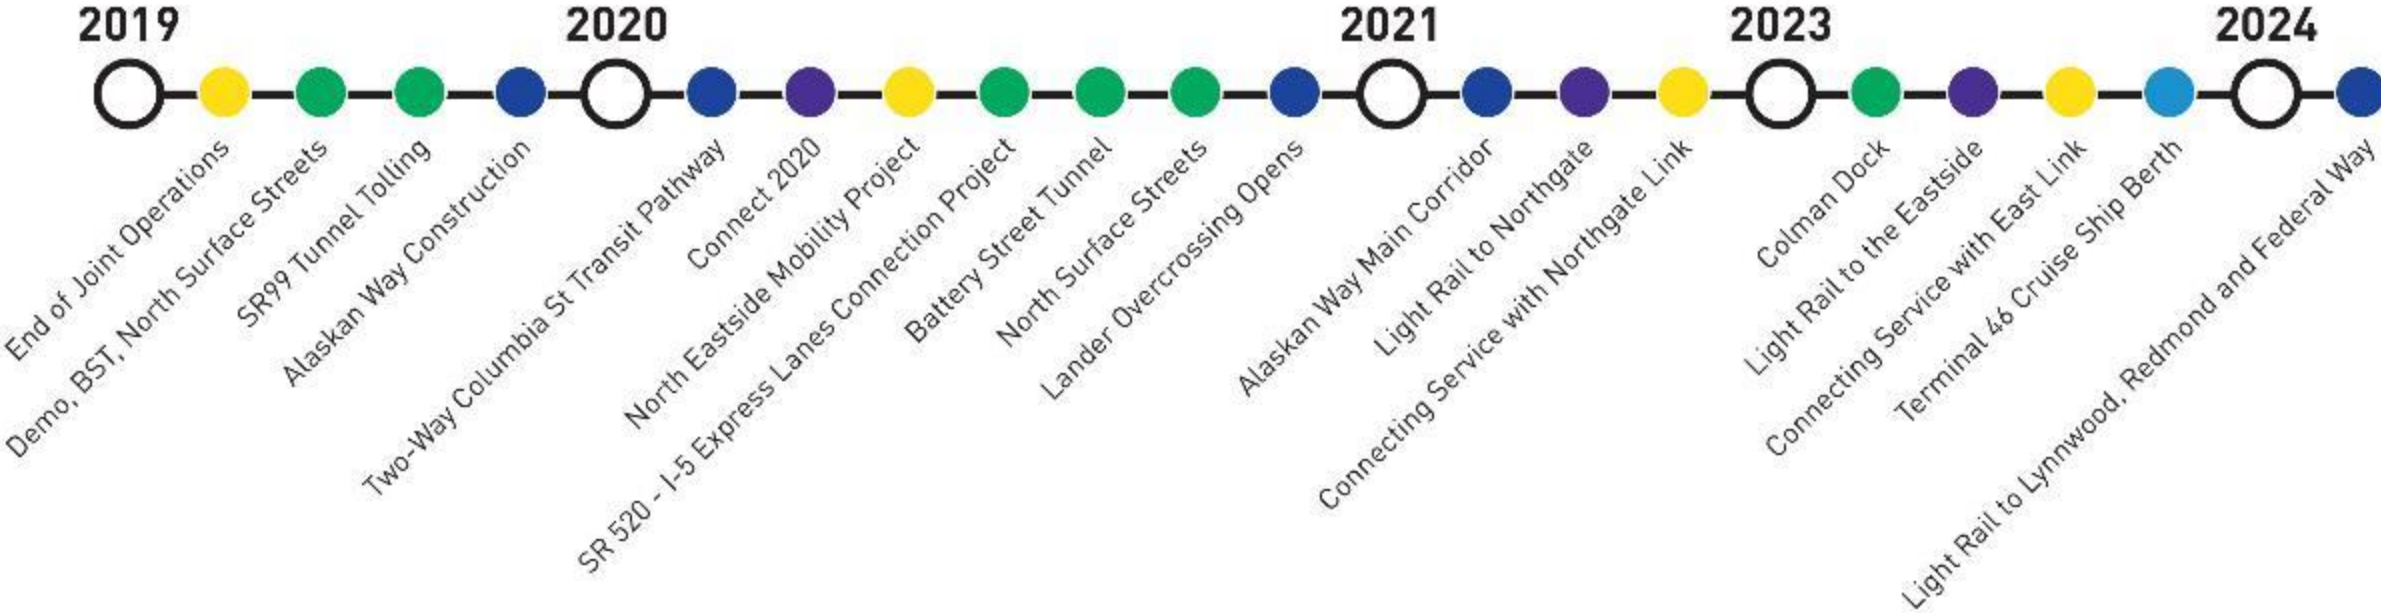 2019
2020
2021
2023
2024
End of Joint Operations
Demo, BST, North Surface Streets
SR99 Tunnel Tolling
Alaskan Way Construction
Two-Way Columbia St Transit Pathway
Connect 2020
North Eastside Mobility Project
SR 520 - I-5 Express Lanes Connection Project
Battery Street Tunnel
North Surface Streets
Lander Overcrossing Opens
Alaskan Way Main Corridor
Light Rail to Northgate
Connecting Service with Northgate Link
Colman Dock
Light Rail to the Eastside
Connecting Service with East Link
Terminal 46 Cruise Ship Berth
Light Rail to Lynnwood, Redmond and Federal Way